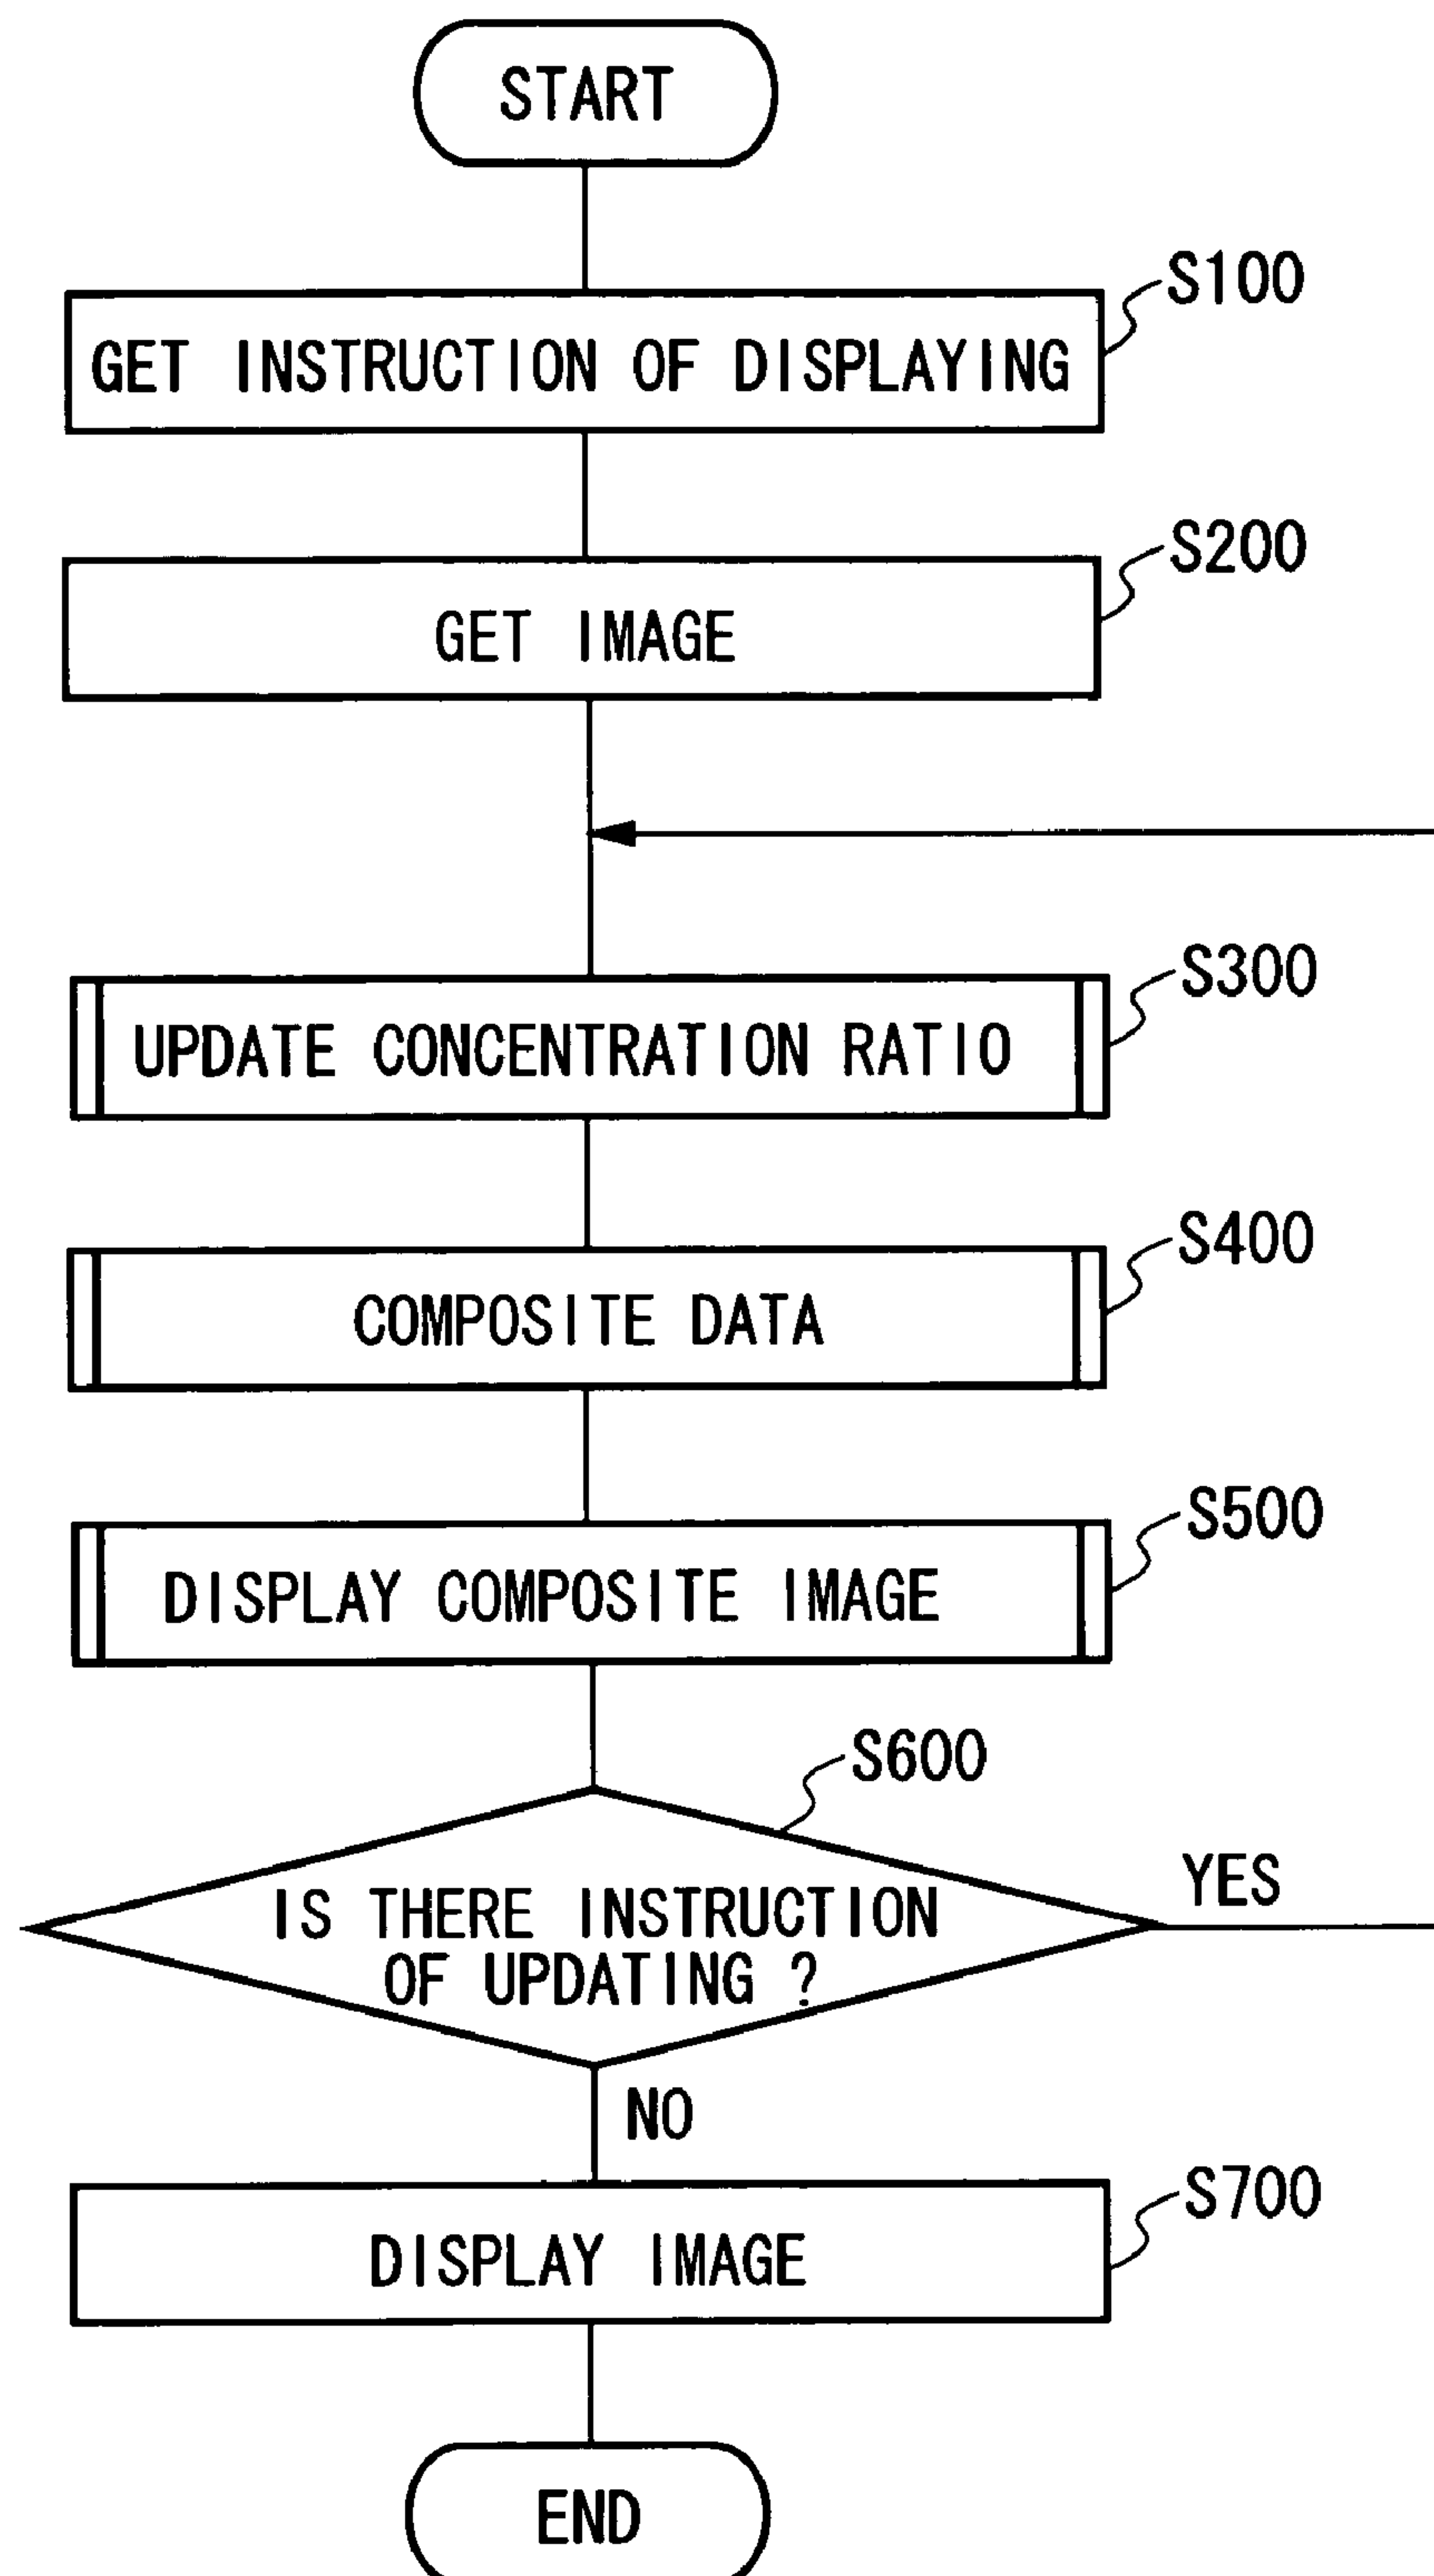 START
S100
GET INSTRUCTION OF DISPLAYING
S200
GET IMAGE
S300
UPDATE CONCENTRATION RATIO
S400
COMPOSITE DATA
S500
DISPLAY COMPOSITE IMAGE
S600
YES
IS THERE INSTRUCTION
OF UPDATING ?
NO
S700
DISPLAY IMAGE
END